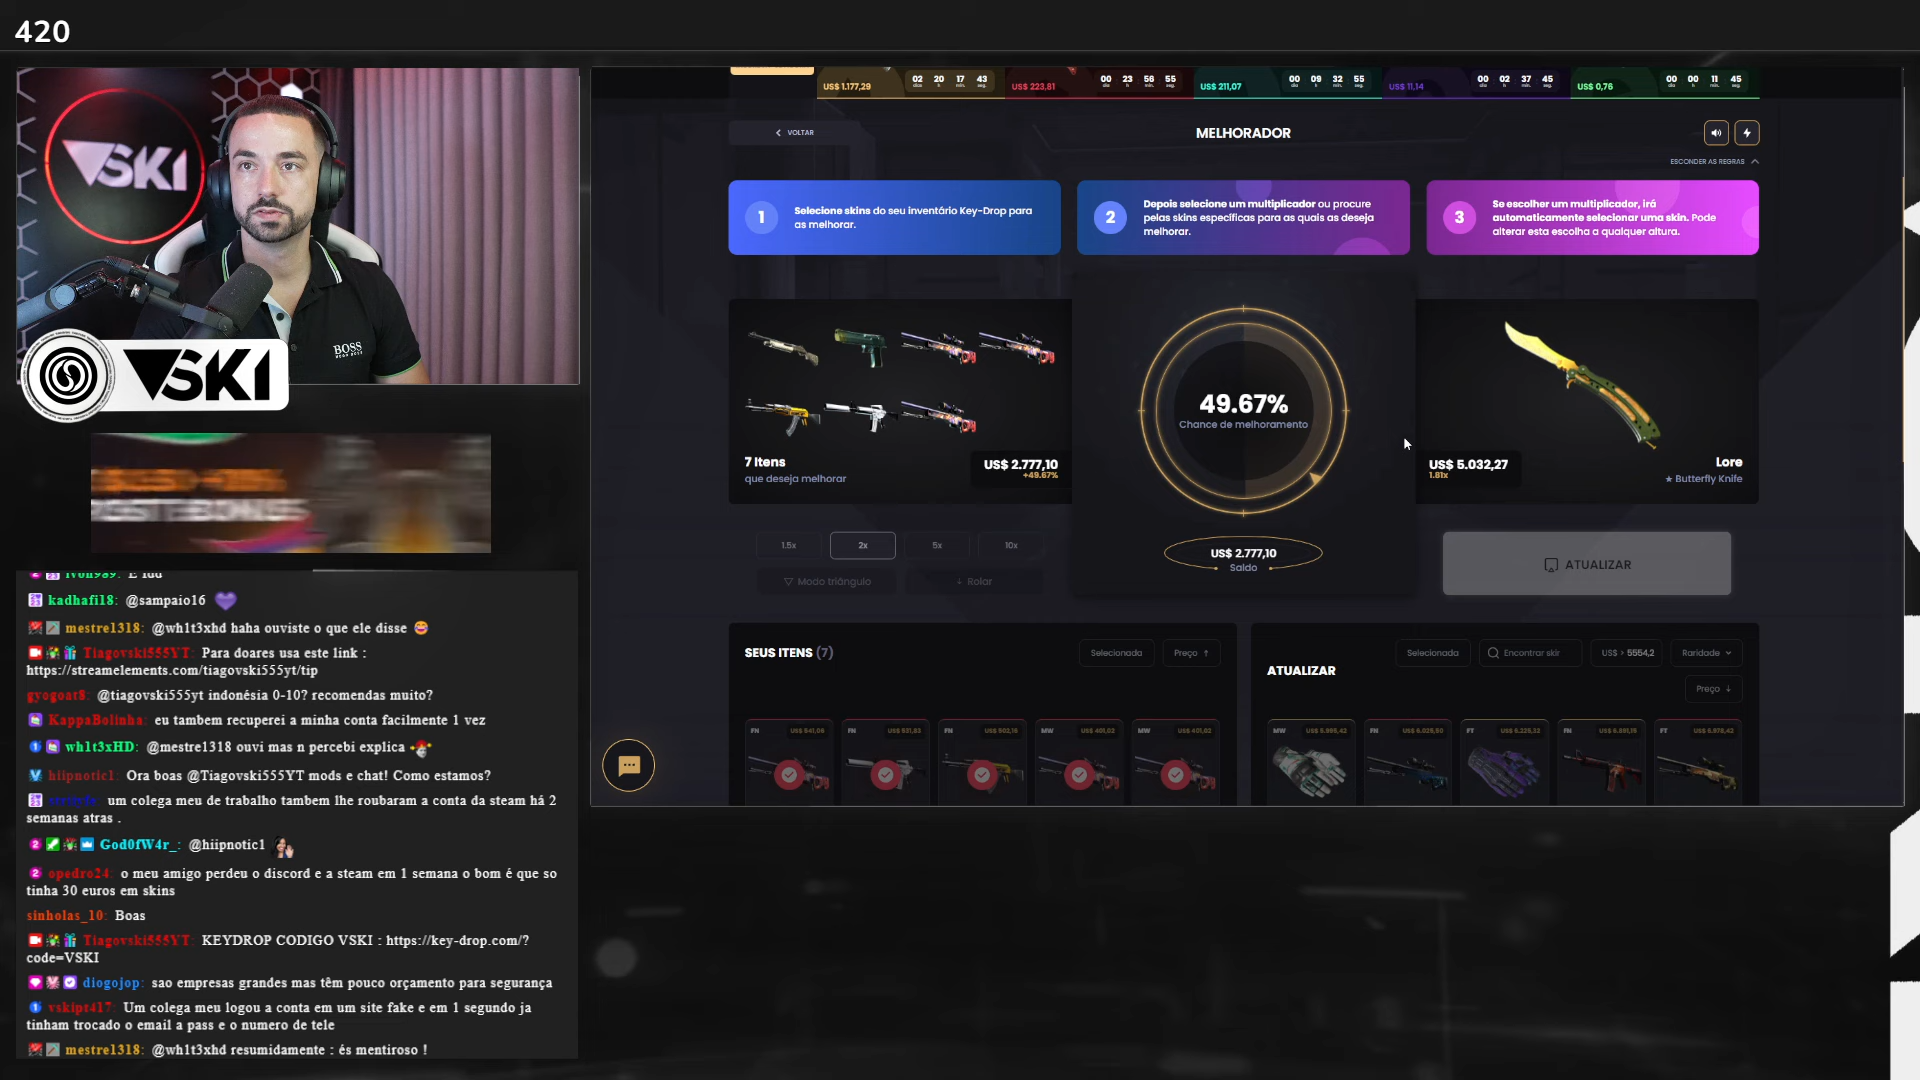 420
VSKI
BOSS
VSKI
kadhafi18: @sampaio16
mestre1318: @wh1t3xhd haha ouviste o que ele disse
Tiagovski555YT: Para doares usa este link :
https://streamelements.com/tiagovski555yt/tip
gyogoat8: @tiagovski555yt indonésia 0-10? recomendas muito?
KappaBolinha: eu tambem recuperei a minha conta facilmente 1 vez
wh1t3xHD: @mestre1318 ouvi mas n percebi explica
hiipnotic1: Ora boas @Tiagovski555YT mods e chat! Como estamos?
um colega meu de trabalho tambem lhe roubaram a conta da steam há 2
semanas atras .
God0fW4r_: @hiipnotic1
opedro24: o meu amigo perdeu o discord e a steam em 1 semana o bom é que so
tinha 30 euros em skins
sinholas_10: Boas
Tiagovski555YT: KEYDROP CODIGO VSKI : https://key-drop.com/?
code=VSKI
diogojop: sao empresas grandes mas têm pouco orçamento para segurança
vskipt417: Um colega meu logou a conta em um site fake e em 1 segundo ja
tinham trocado o email a pass e o numero de tele
mestre1318: @wh1t3xhd resumidamente : és mentiroso !
US$ 1.177,29 02 20 17 43 US$ 223,81 00 23 56 55 US$ 211,07 00 09 32 55 US$ 11,14 00 02 37 45 US$ 0,76 00 00 11 45
VOLTAR
MELHORADOR
ESCONDER AS REGRAS
1 Selecione skins do seu inventário Key-Drop para
as melhorar.
2 Depois selecione um multiplicador ou procure
pelas skins específicas para as quais as deseja
melhorar.
3 Se escolher um multiplicador, irá
automaticamente selecionar uma skin. Pode
alterar esta escolha a qualquer altura.
49.67%
Chance de melhoramento
7 Itens
que deseja melhorar
US$ 2.777,10
+49.67%
US$ 5.032,27
1.81x
Lore
★ Butterfly Knife
1.5x 2x 5x 10x
Modo triângulo Rolar
US$ 2.777,10
Saldo
ATUALIZAR
SEUS ITENS (7)
Selecionada Preço
ATUALIZAR
Selecionada Encontrar skir US$ > 5554,2 Raridade
Preço
FN FN FN MW MW
MW FN FT FN FT